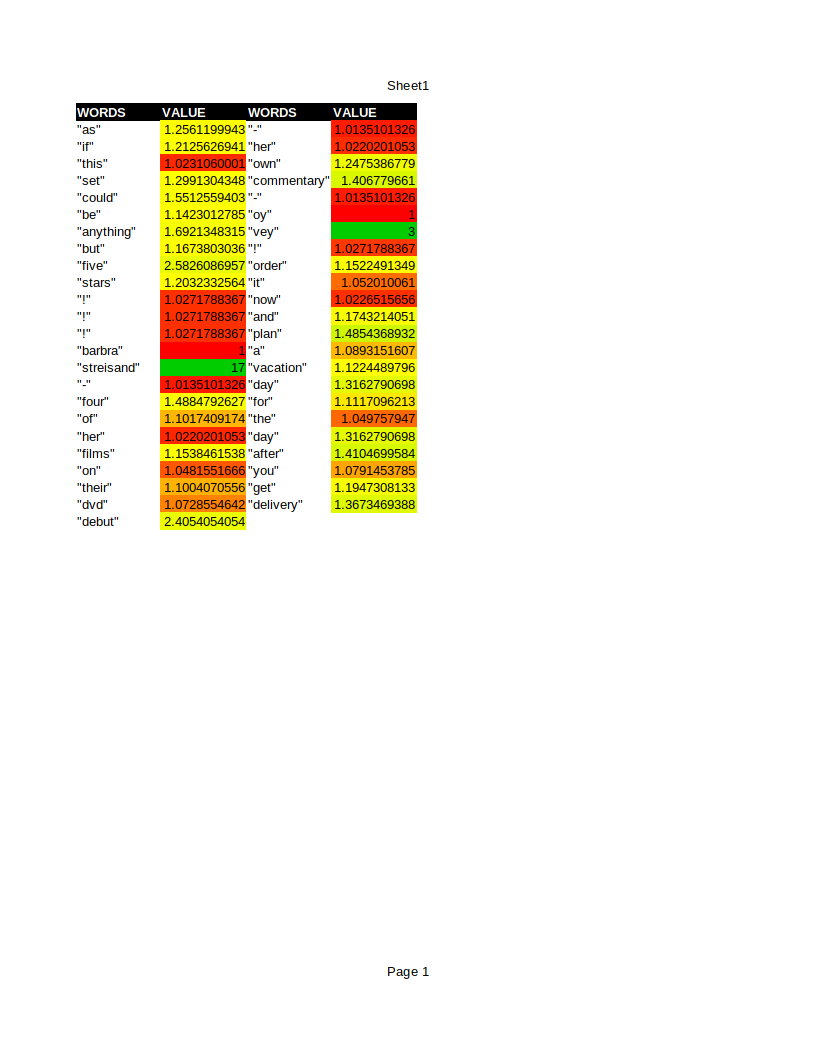 Sheet1
WORDS VALUE WORDS VALUE
"as" 1.2561199943 "-" 1.0135101326
"if" 1.2125626941 "her" 1.0220201053
"this" 1.0231060001 "own" 1.2475386779
"set" 1.2991304348 "commentary" 1.406779661
"could" 1.5512559403 "-" 1.0135101326
"be" 1.1423012785 "oy" 1
"anything" 1.6921348315 "vey" 3
"but" 1.1673803036 "!" 1.0271788367
"five" 2.5826086957 "order" 1.1522491349
"stars" 1.2032332564 "it" 1.052010061
"!" 1.0271788367 "now" 1.0226515656
"!" 1.0271788367 "and" 1.1743214051
"!" 1.0271788367 "plan" 1.4854368932
"barbra" 1 "a" 1.0893151607
"streisand" 17 "vacation" 1.1224489796
"-" 1.0135101326 "day" 1.3162790698
"four" 1.4884792627 "for" 1.1117096213
"of" 1.1017409174 "the" 1.049757947
"her" 1.0220201053 "day" 1.3162790698
"films" 1.1538461538 "after" 1.4104699584
"on" 1.0481551666 "you" 1.0791453785
"their" 1.1004070556 "get" 1.1947308133
"dvd" 1.0728554642 "delivery" 1.3673469388
"debut" 2.4054054054
Page 1